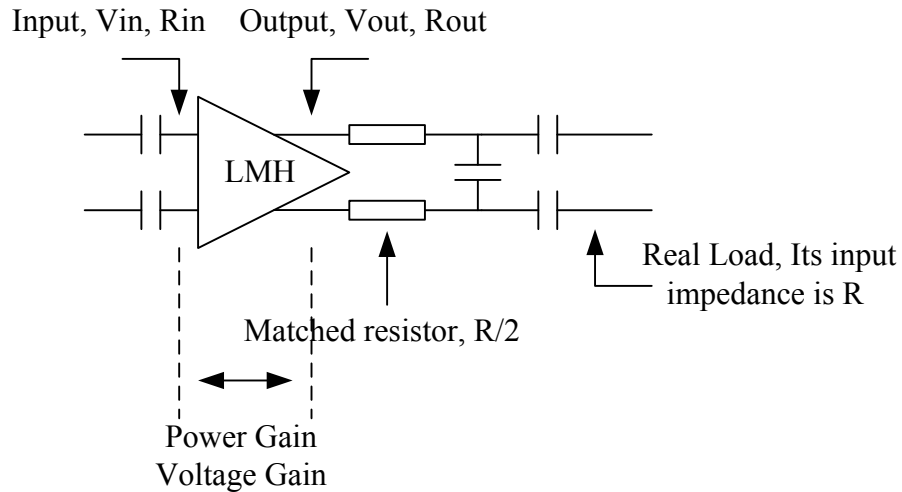 Input, Vin, Rin
Output, Vout, Rout
LMH
Real Load, Its input
impedance is R
Matched resistor, R/2
Power Gain
Voltage Gain